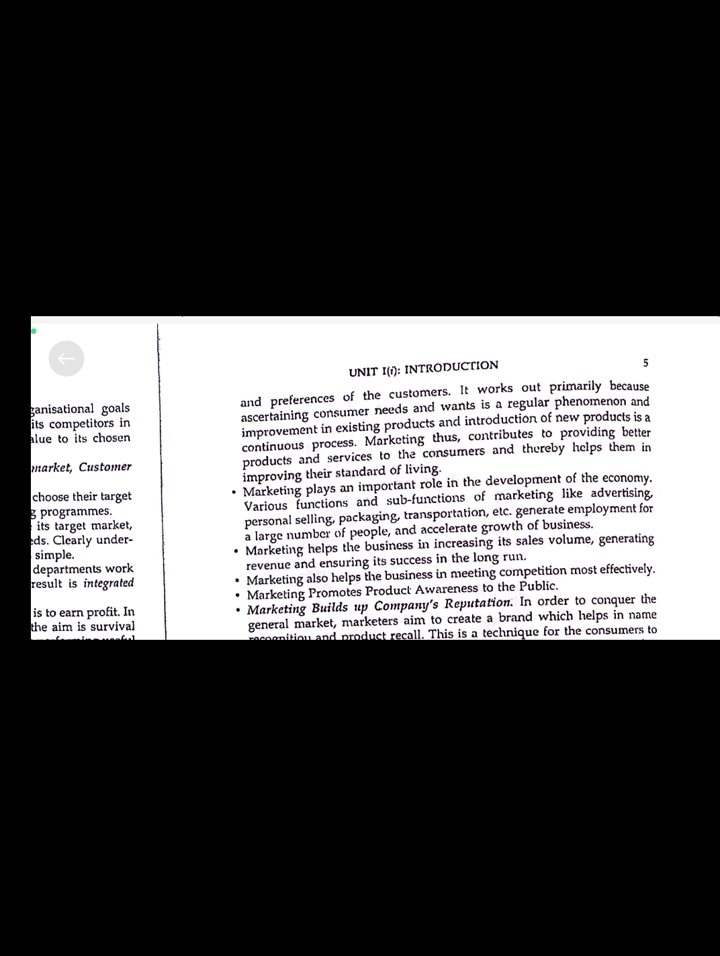 ganisational goals
its competitors in
alue to its chosen
market, Customer
choose their target
g programmes.
its target market,
eds. Clearly under-
simple.
departments work
result is integrated
is to earn profit. In
the aim is survival
UNIT I(i): INTRODUCTION 5
and preferences of the customers. It works out primarily because
ascertaining consumer needs and wants is a regular phenomenon and
improvement in existing products and introduction of new products is a
continuous process. Marketing thus, contributes to providing better
products and services to the consumers and thereby helps them in
improving their standard of living.
• Marketing plays an important role in the development of the economy.
Various functions and sub-functions of marketing like advertising,
personal selling, packaging, transportation, etc. generate employment for
a large number of people, and accelerate growth of business.
• Marketing helps the business in increasing its sales volume, generating
revenue and ensuring its success in the long run.
• Marketing also helps the business in meeting competition most effectively.
• Marketing Promotes Product Awareness to the Public.
• Marketing Builds up Company's Reputation. In order to conquer the
general market, marketers aim to create a brand which helps in name
recognition and product recall. This is a technique for the consumers to